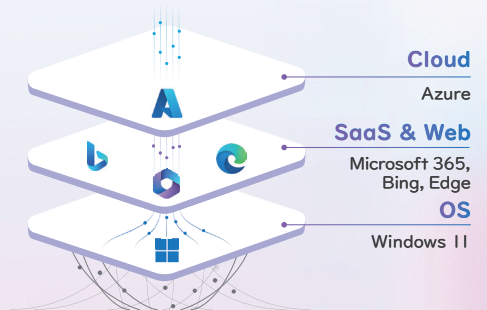 Cloud
Azure
SaaS & Web
Microsoft 365,
Bing, Edge
OS
Windows 11